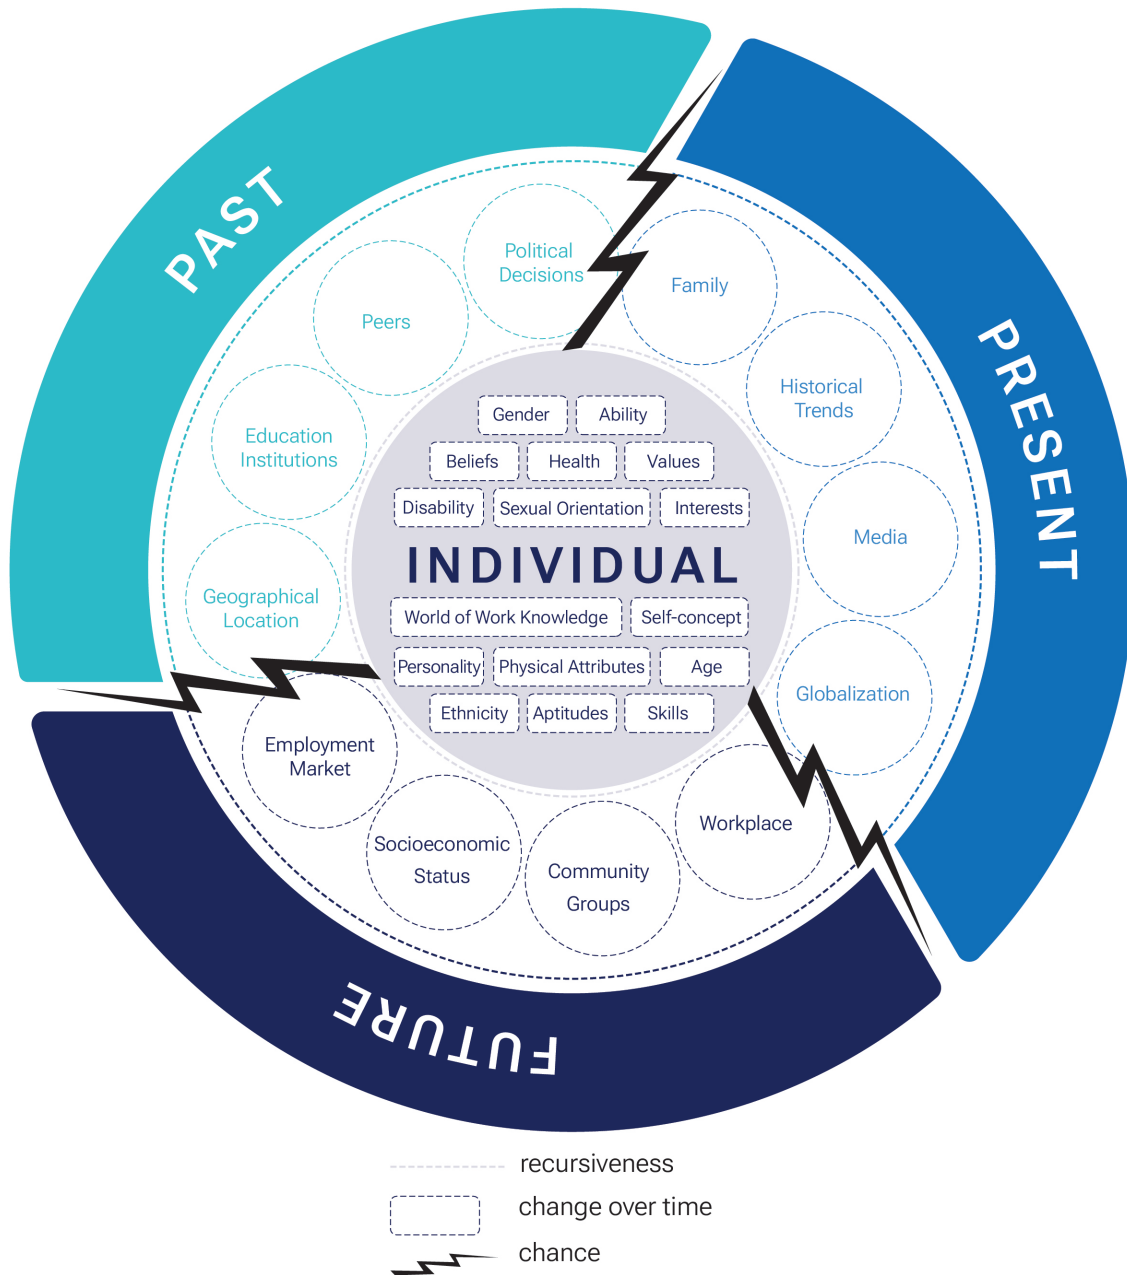 PAST
PRESENT
FUTURE
Political
Decisions
Peers
Education
Institutions
Geographical
Location
Family
Historical
Trends
Media
Globalization
Gender
Ability
Beliefs
Health
Values
Disability
Sexual Orientation
Interests
INDIVIDUAL
World of Work Knowledge
Self-concept
Personality
Physical Attributes
Age
Ethnicity
Aptitudes
Skills
Employment
Market
Socioeconomic
Status
Community
Groups
Workplace
recursiveness
change over time
chance